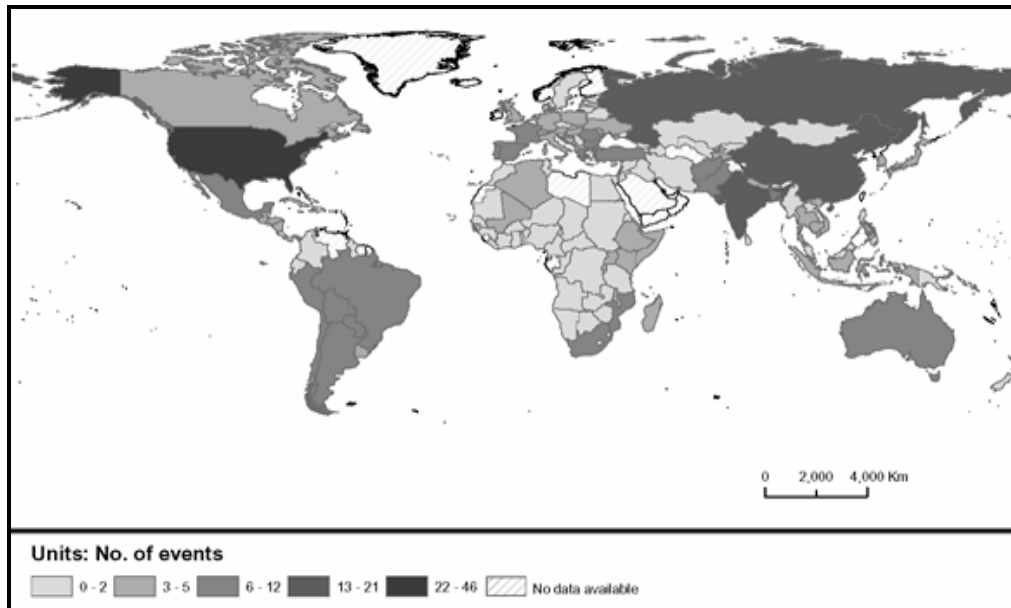 0 2,000 4,000 Km
Units: No. of events
0 - 2 3 - 5 6 - 12 13 - 21 22 - 46 No data available